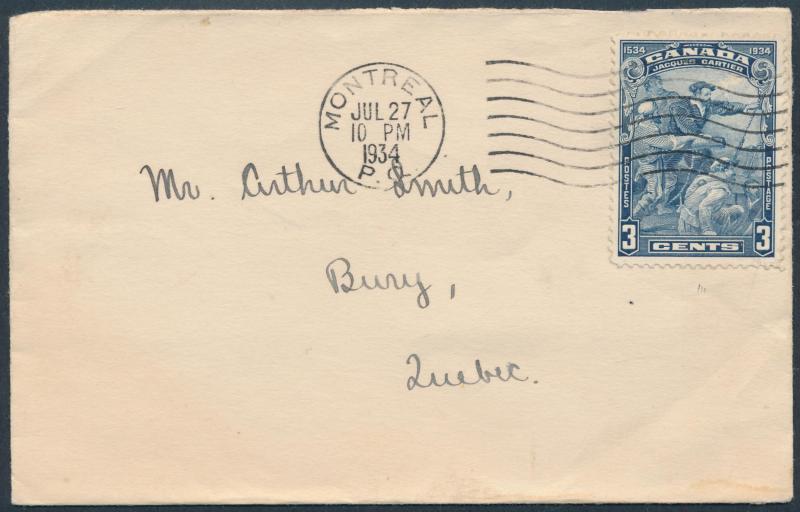 MONTREAL
JUL 27
10 PM
1934
P.Q.
1534 CANADA 1934
JACQUES CARTIER
POSTES
POSTAGE
3 CENTS 3
Mr. Arthur Smith,
Bury,
Quebec.